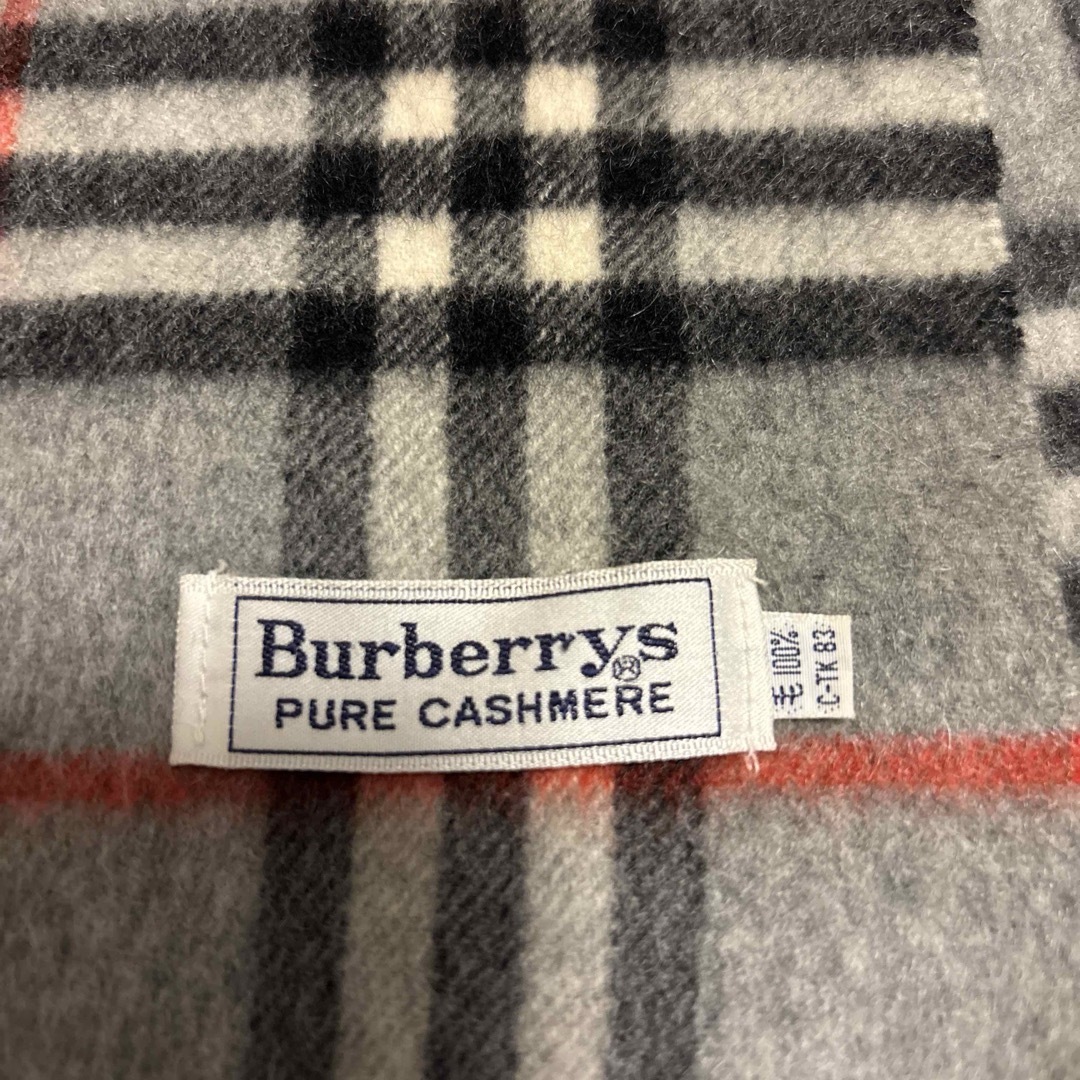 Burberrys®
PURE CASHMERE
毛 100%
C-TK 83